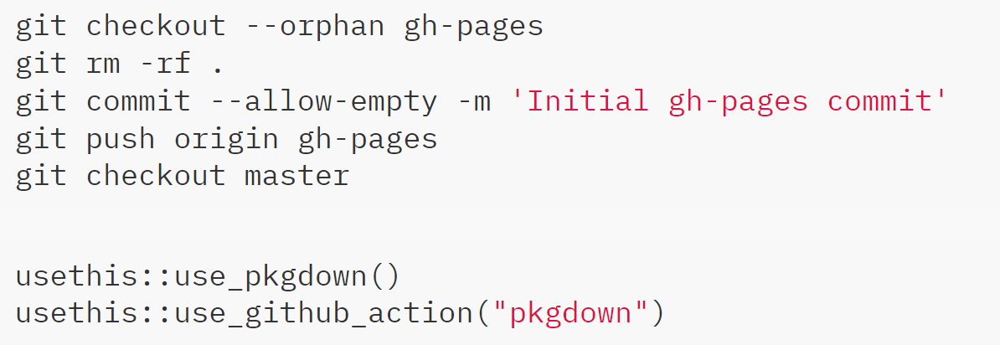 git checkout --orphan gh-pages
git rm -rf .
git commit --allow-empty -m 'Initial gh-pages commit'
git push origin gh-pages
git checkout master
usethis::use_pkgdown()
usethis::use_github_action("pkgdown")